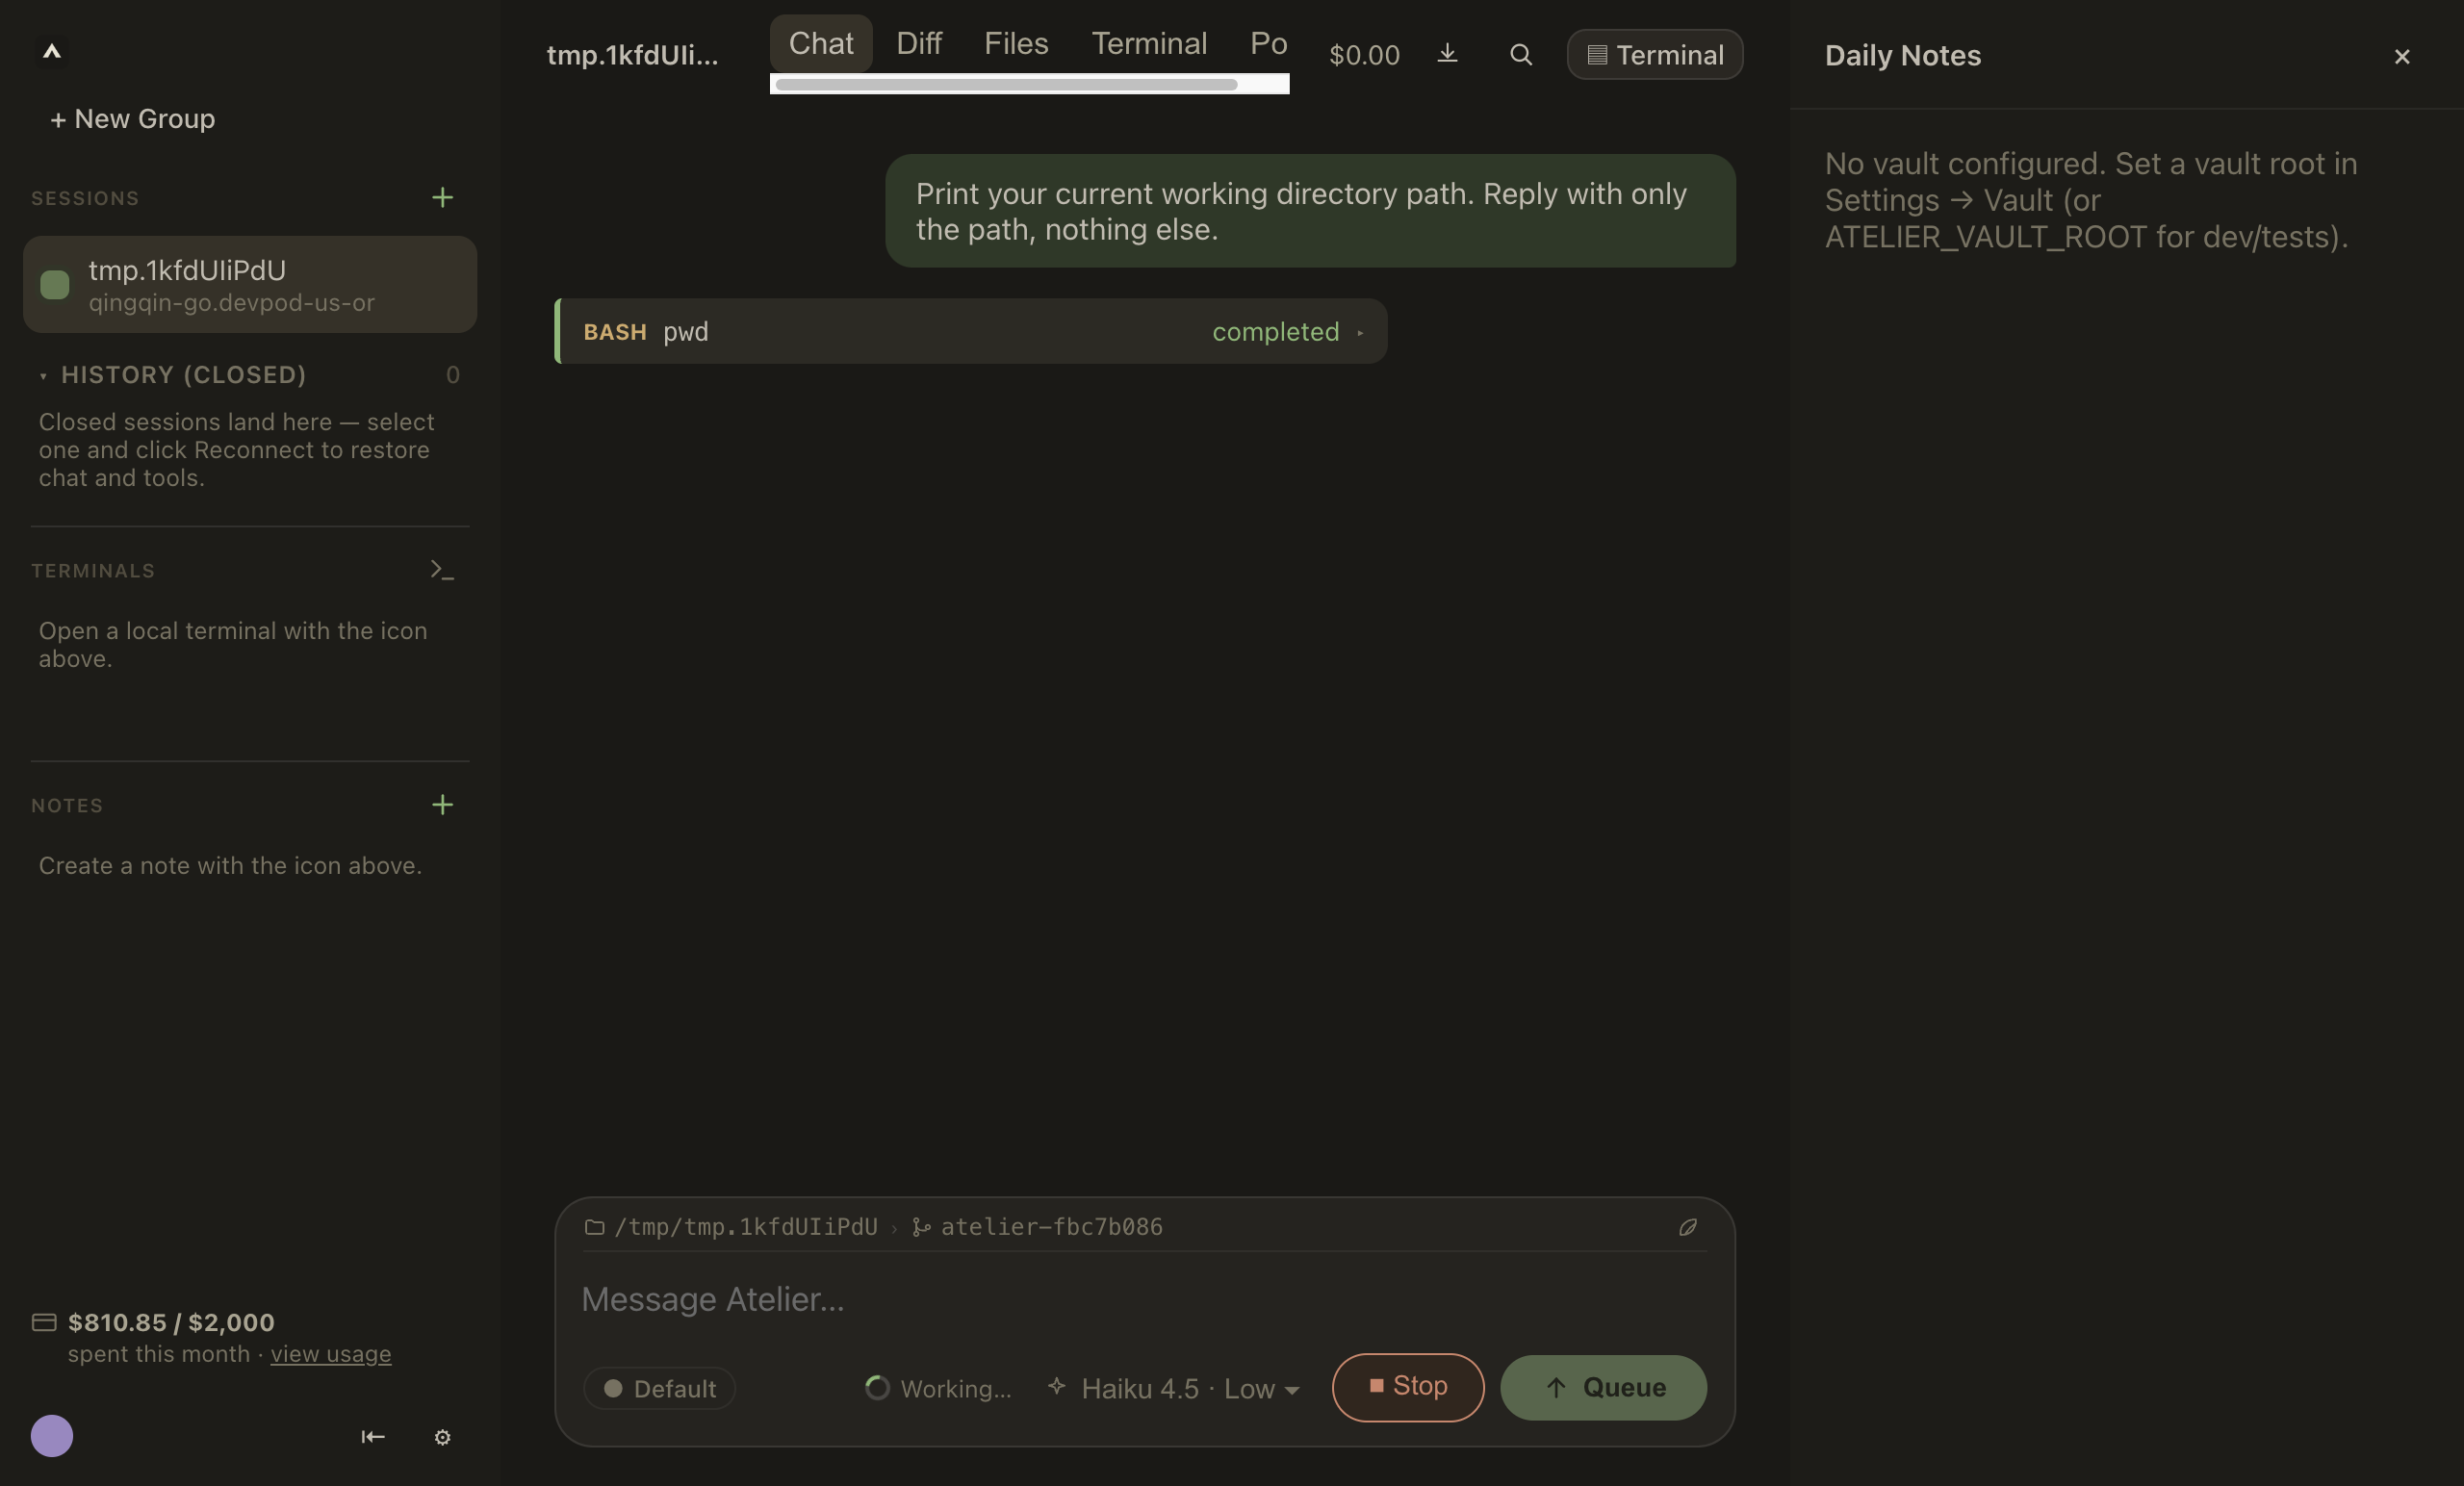 + New Group
SESSIONS
tmp.1kfdUIiPdU
qingqin-go.devpod-us-or
HISTORY (CLOSED) 0
Closed sessions land here — select
one and click Reconnect to restore
chat and tools.
TERMINALS
Open a local terminal with the icon
above.
NOTES
Create a note with the icon above.
$810.85 / $2,000
spent this month · view usage
tmp.1kfdUIi...
Chat Diff Files Terminal Po
$0.00
Terminal
Print your current working directory path. Reply with only
the path, nothing else.
BASH pwd completed
/tmp/tmp.1kfdUIiPdU › atelier-fbc7b086
Message Atelier...
Default Working... Haiku 4.5 · Low Stop Queue
Daily Notes
No vault configured. Set a vault root in
Settings → Vault (or
ATELIER_VAULT_ROOT for dev/tests).